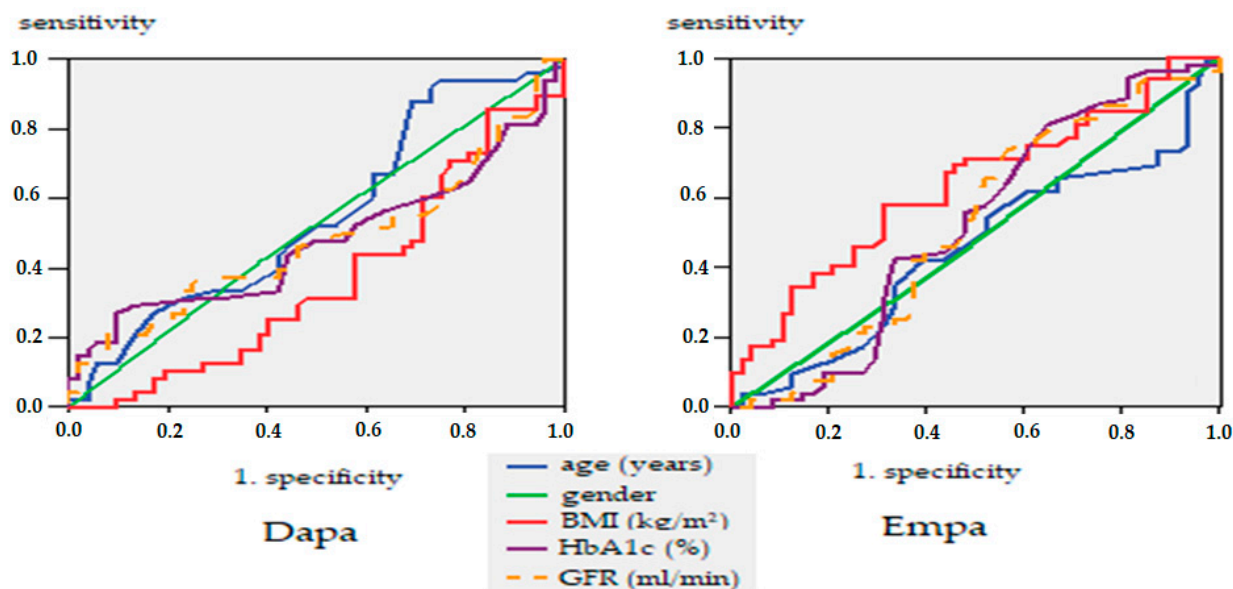 sensitivity
1.0
0.8
0.6
0.4
0.2
0.0
0.0 0.2 0.4 0.6 0.8 1.0
1. specificity
Dapa
sensitivity
1.0
0.8
0.6
0.4
0.2
0.0
0.0 0.2 0.4 0.6 0.8 1.0
1. specificity
Empa
age (years)
gender
BMI (kg/m²)
HbA1c (%)
GFR (ml/min)